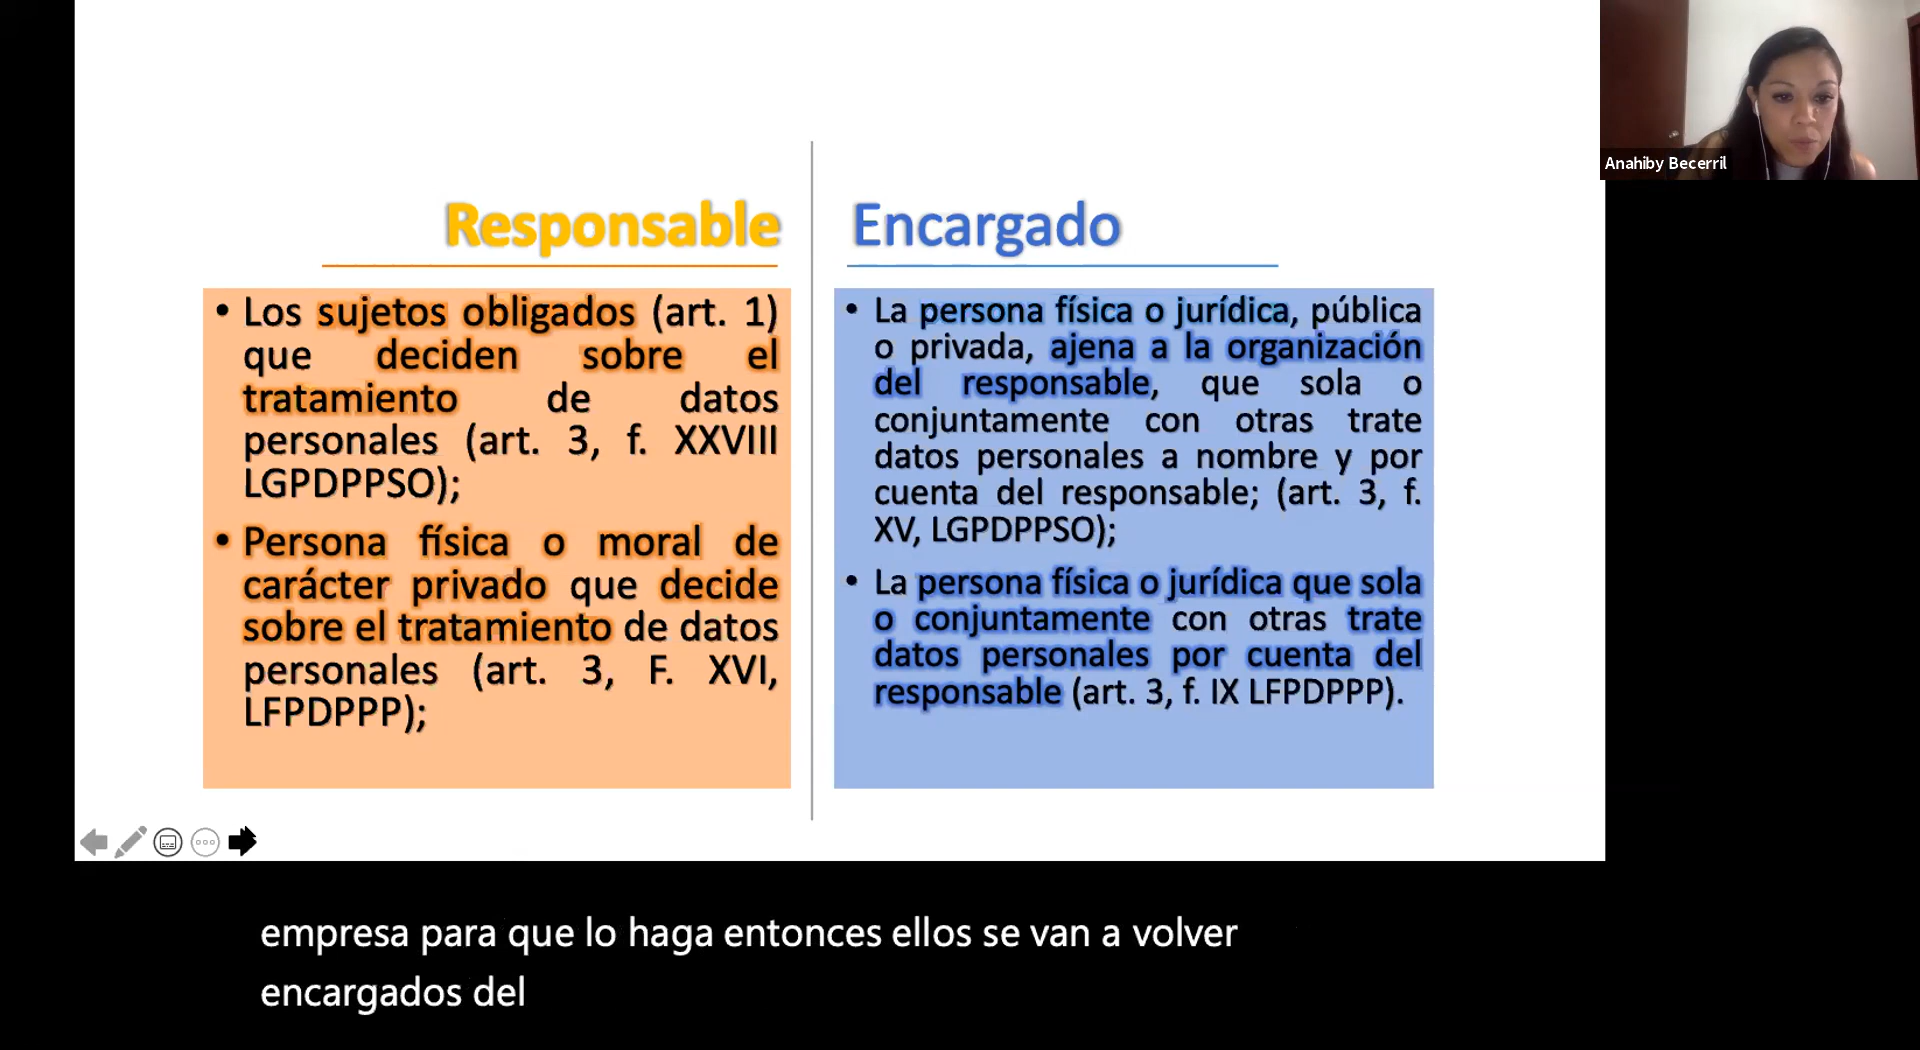 Anahiby Becerril
Responsable
• Los sujetos obligados (art. 1)
que deciden sobre el
tratamiento de datos
personales (art. 3, f. XXVIII
LGPDPPSO);
• Persona física o moral de
carácter privado que decide
sobre el tratamiento de datos
personales (art. 3, F. XVI,
LFPDPPP);
Encargado
• La persona física o jurídica, pública
o privada, ajena a la organización
del responsable, que sola o
conjuntamente con otras trate
datos personales a nombre y por
cuenta del responsable; (art. 3, f.
XV, LGPDPPSO);
• La persona física o jurídica que sola
o conjuntamente con otras trate
datos personales por cuenta del
responsable (art. 3, f. IX LFPDPPP).
empresa para que lo haga entonces ellos se van a volver
encargados del